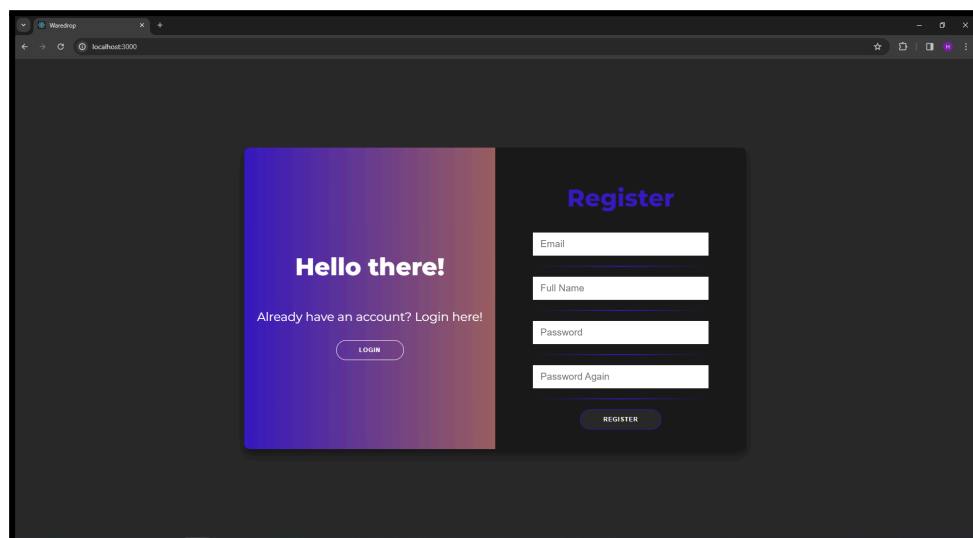 Waredrop
localhost:3000
H
Hello there!
Already have an account? Login here!
LOGIN
Register
Email
Full Name
Password
Password Again
REGISTER